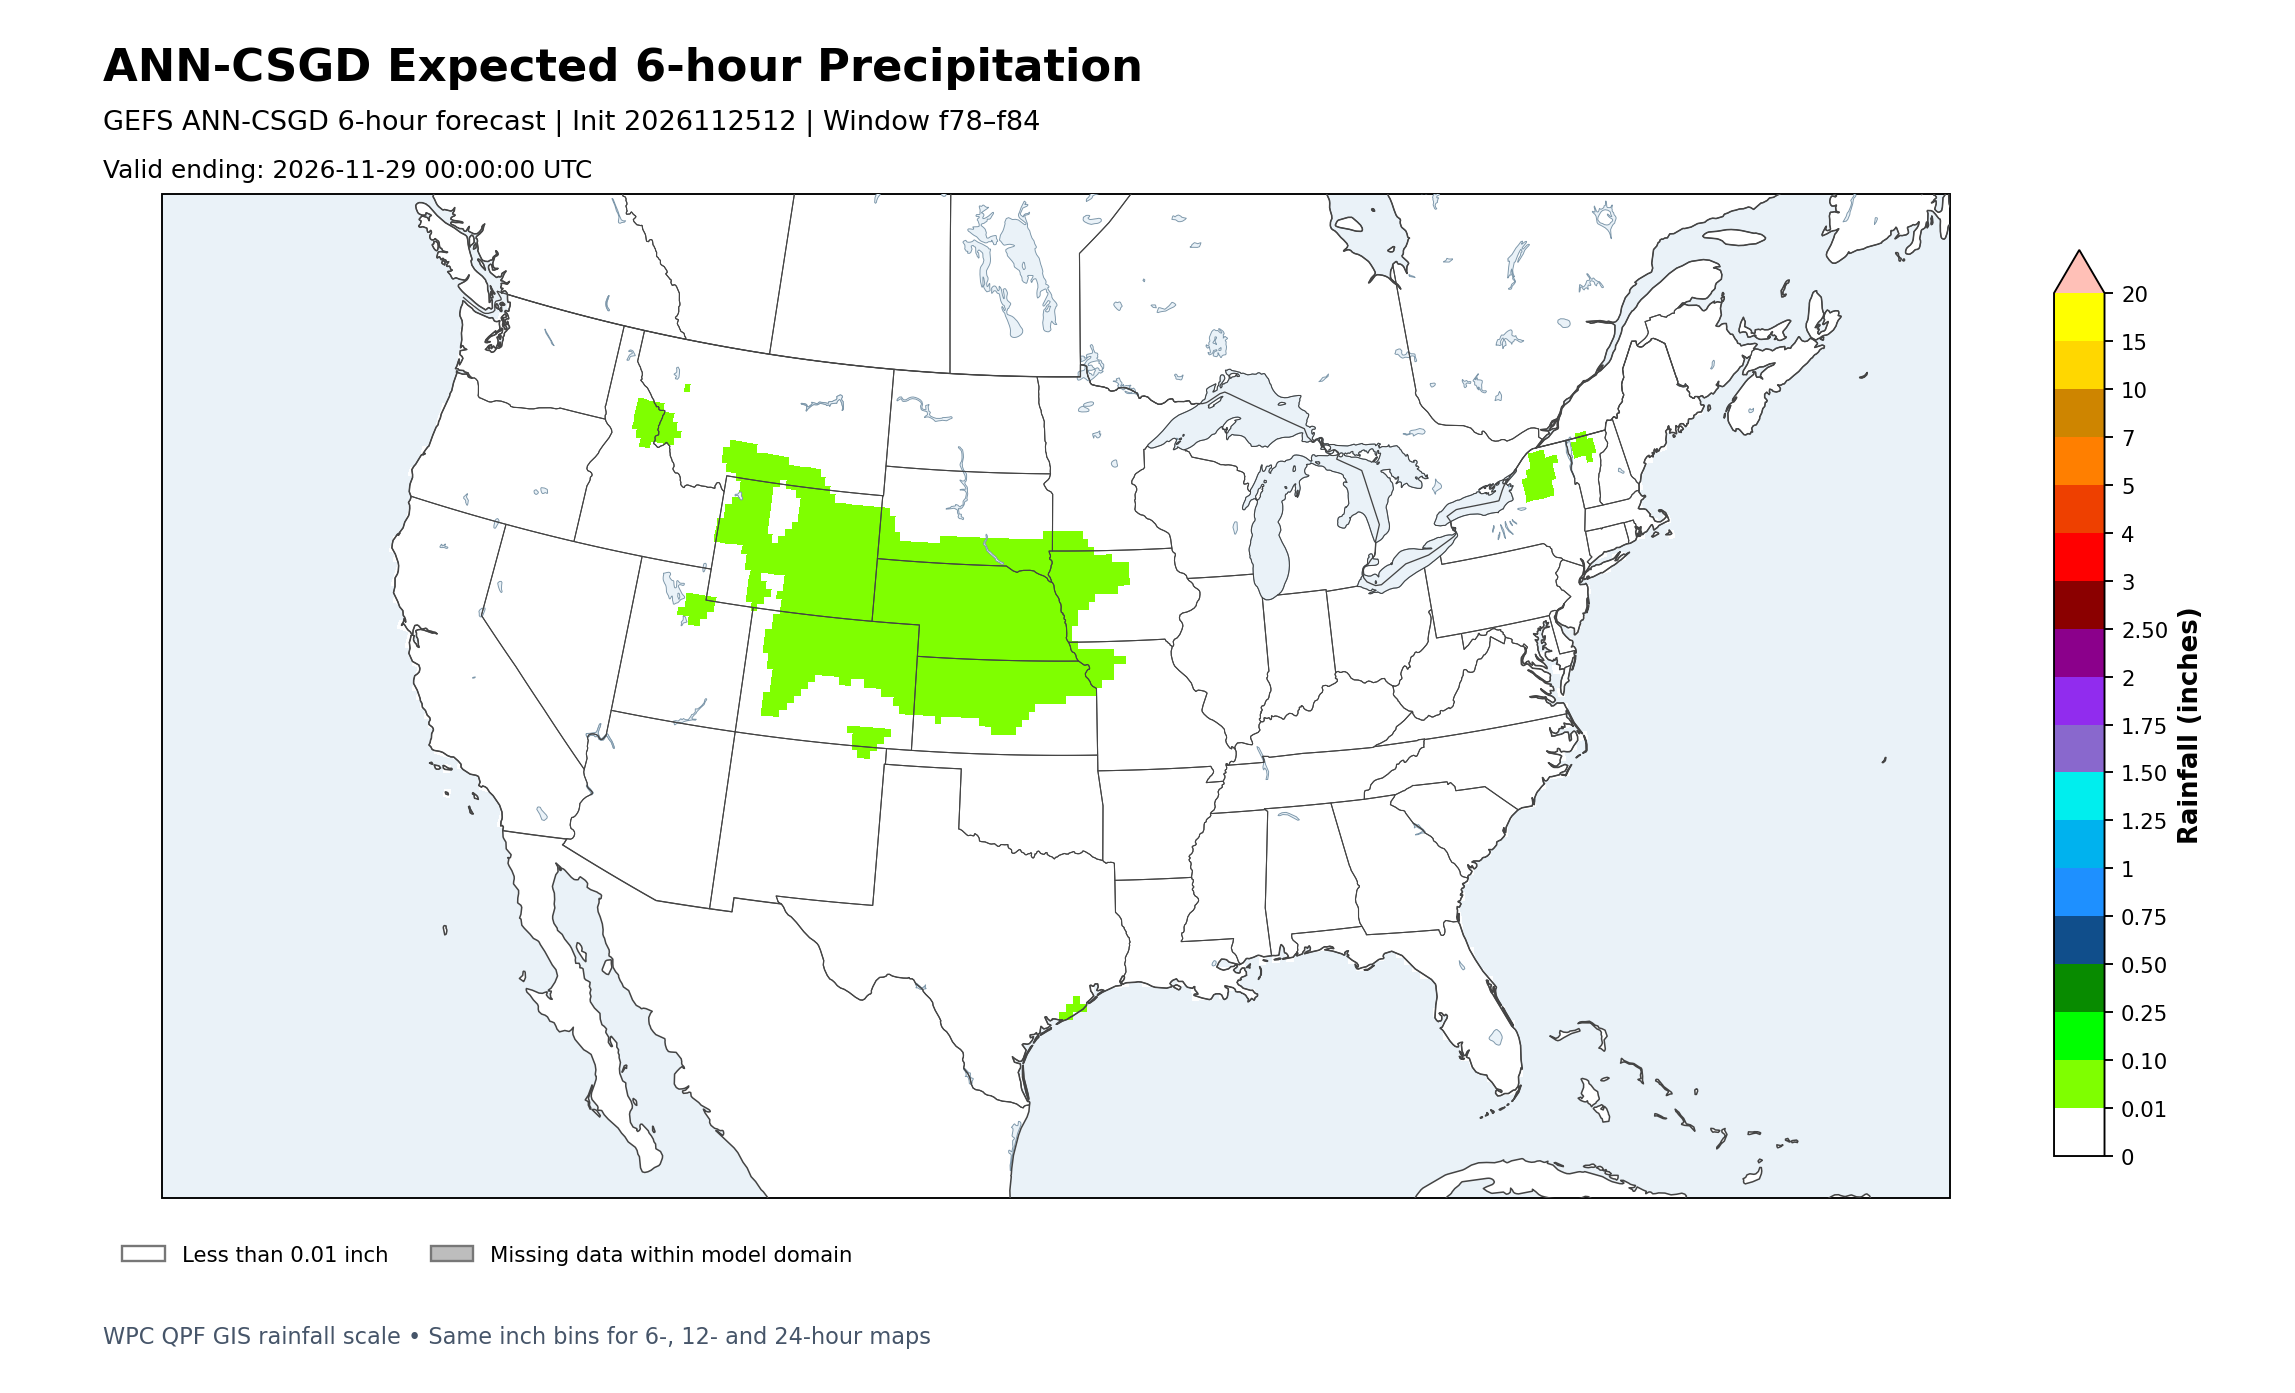 ANN-CSGD Expected 6-hour Precipitation
GEFS ANN-CSGD 6-hour forecast | Init 2026112512 | Window f78–f84
Valid ending: 2026-11-29 00:00:00 UTC
20
15
10
7
5
4
3
2.50
2
1.75
1.50
1.25
1
0.75
0.50
0.25
0.10
0.01
0
Rainfall (inches)
Less than 0.01 inch
Missing data within model domain
WPC QPF GIS rainfall scale • Same inch bins for 6-, 12- and 24-hour maps